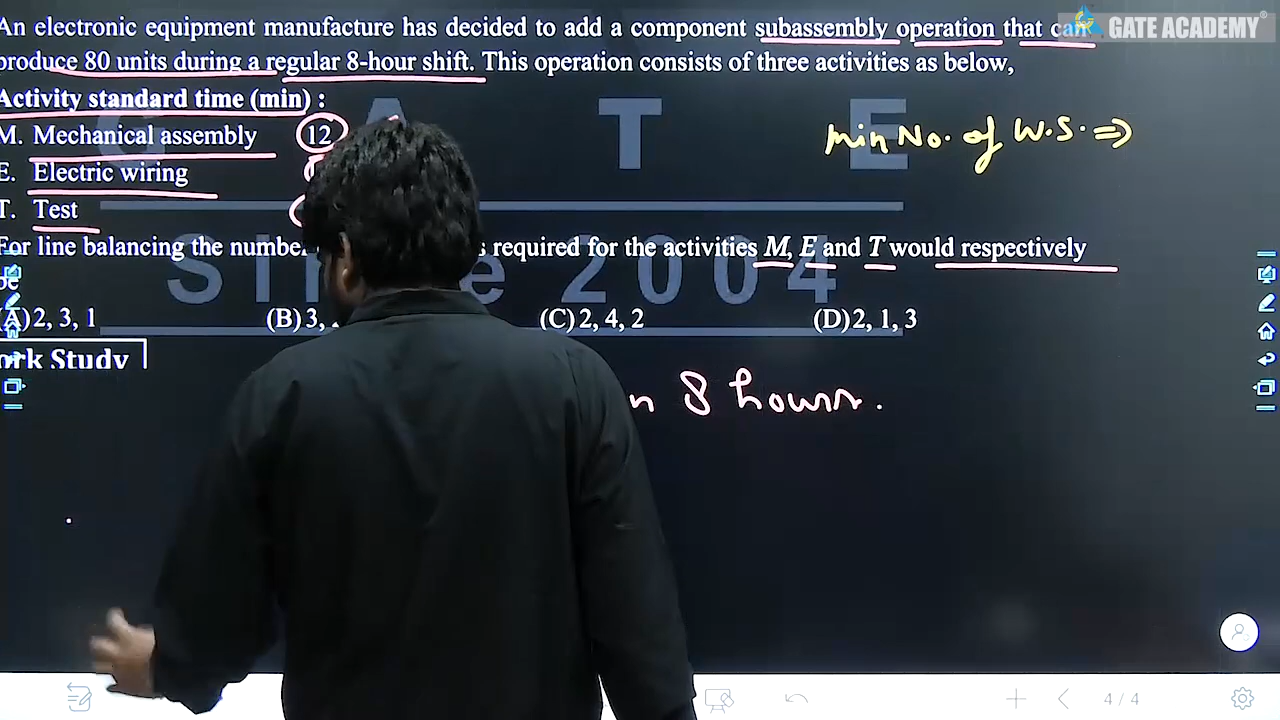 An electronic equipment manufacture has decided to add a component subassembly operation that can
GATE ACADEMY
produce 80 units during a regular 8-hour shift. This operation consists of three activities as below,
Activity standard time (min) :
M. Mechanical assembly 12
min No. of W.S. ⇒
E. Electric wiring
T. Test
For line balancing the number required for the activities M, E and T would respectively
be
(A) 2, 3, 1 (B) 3, (C) 2, 4, 2 (D) 2, 1, 3
ork Study
8 hours.
G A T E
Since 2004
4 / 4